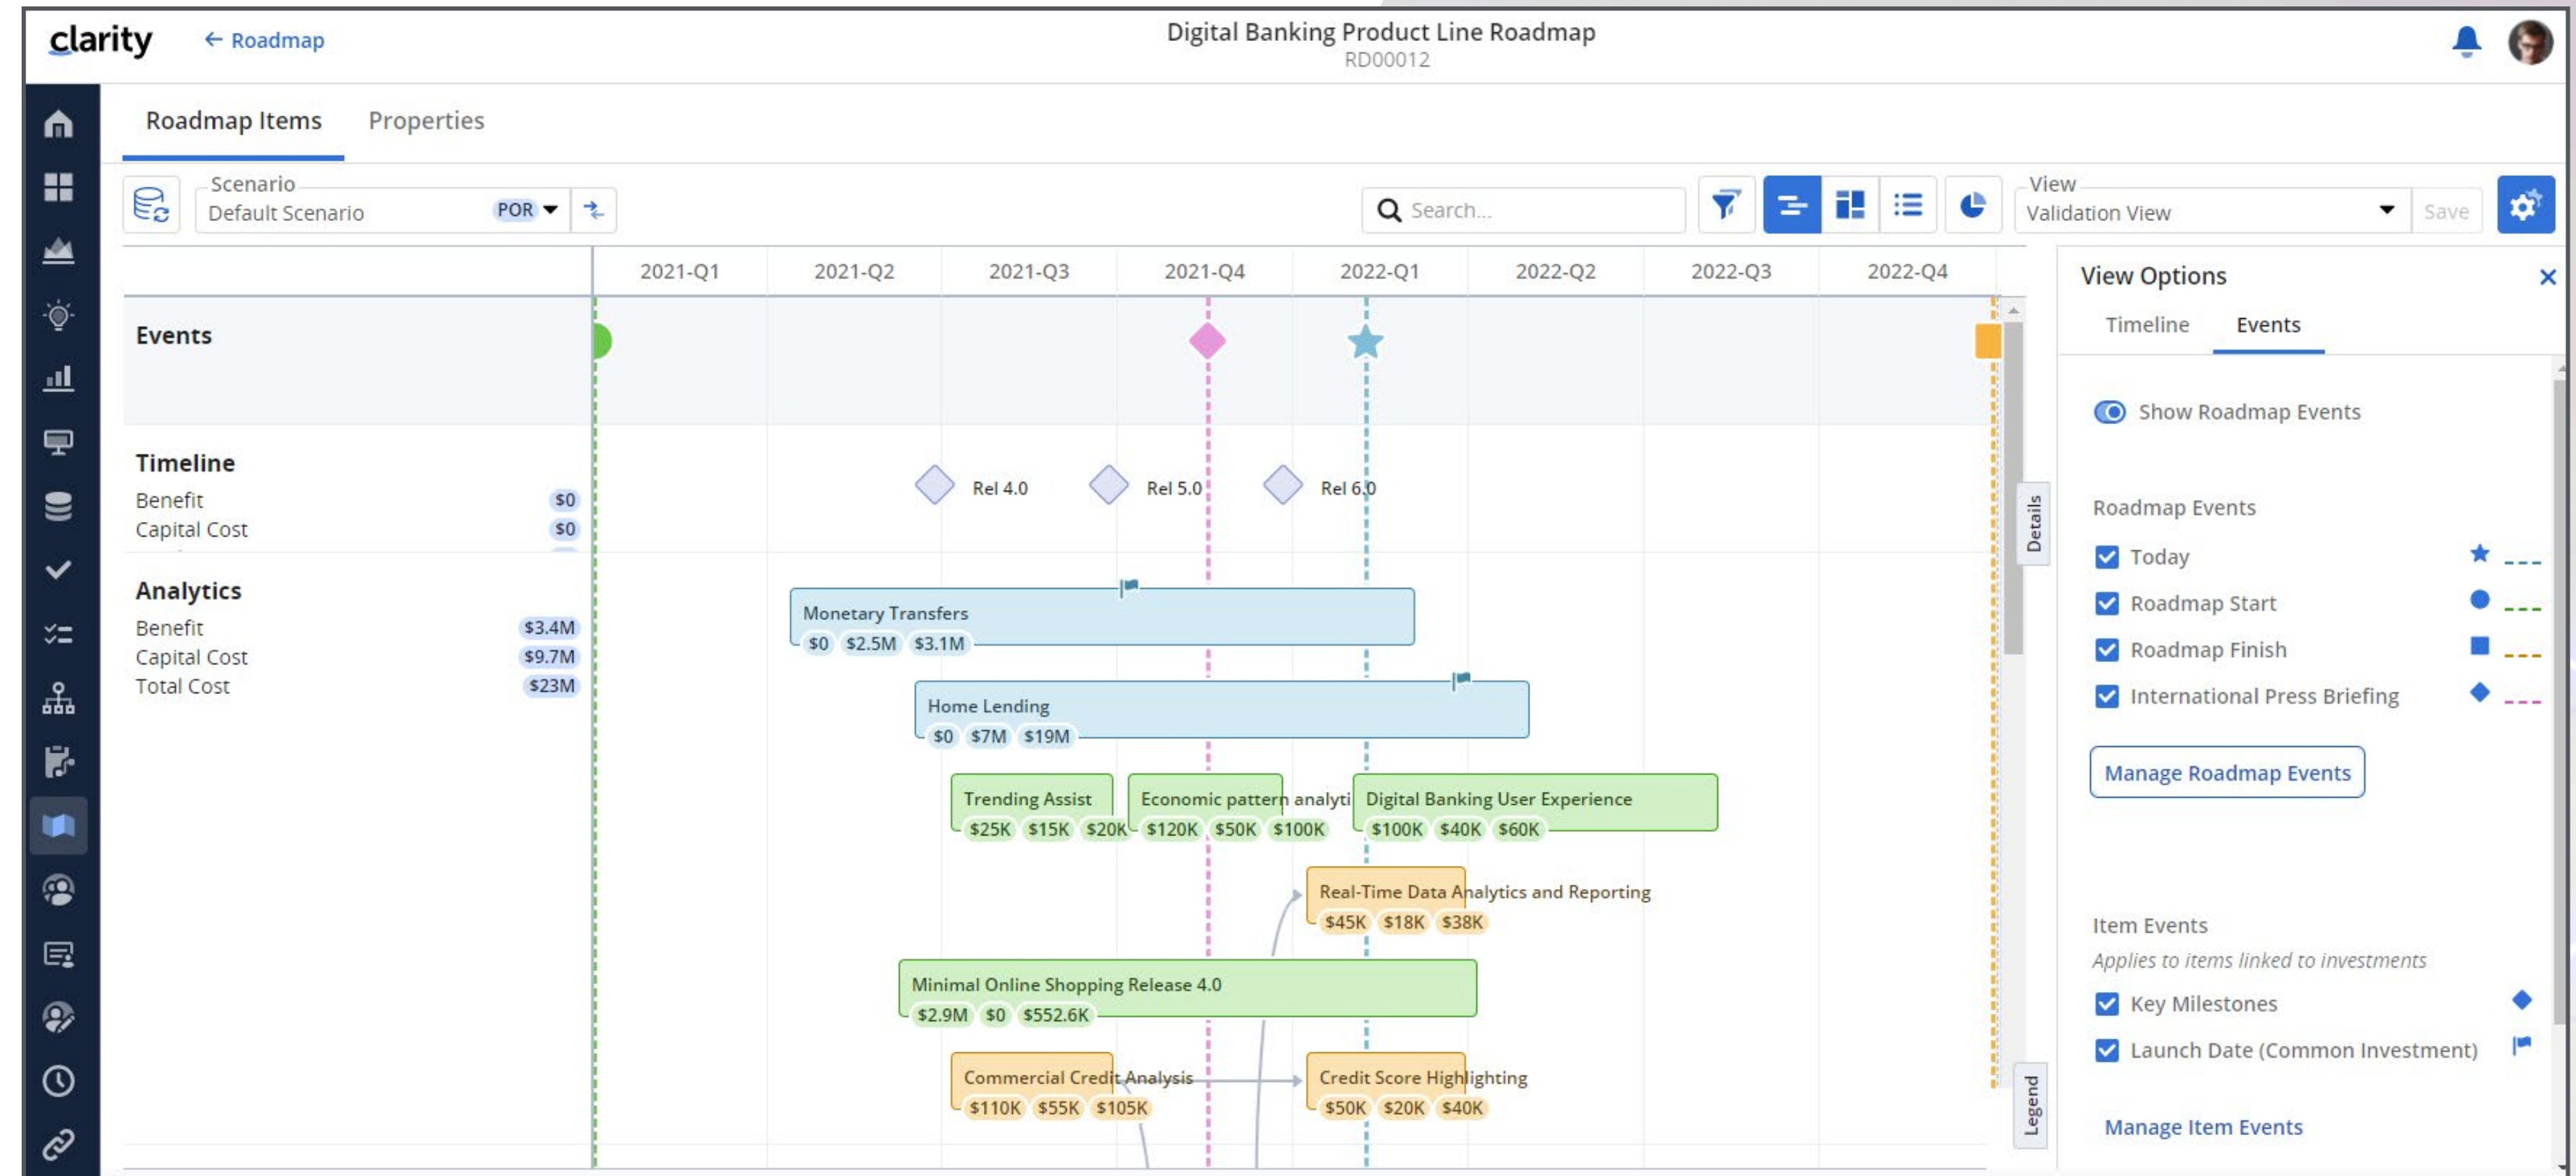 clarity
← Roadmap
Digital Banking Product Line Roadmap
RD00012
Roadmap Items
Properties
Scenario
Default Scenario
POR
Search...
View
Validation View
Save
2021-Q1
2021-Q2
2021-Q3
2021-Q4
2022-Q1
2022-Q2
2022-Q3
2022-Q4
Events
Timeline
Benefit $0
Capital Cost $0
Rel 4.0
Rel 5.0
Rel 6.0
Analytics
Benefit $3.4M
Capital Cost $9.7M
Total Cost $23M
Monetary Transfers
$0 $2.5M $3.1M
Home Lending
$0 $7M $19M
Trending Assist
$25K $15K $20K
Economic pattern analyti
$120K $50K $100K
Digital Banking User Experience
$100K $40K $60K
Real-Time Data Analytics and Reporting
$45K $18K $38K
Minimal Online Shopping Release 4.0
$2.9M $0 $552.6K
Commercial Credit Analysis
$110K $55K $105K
Credit Score Highlighting
$50K $20K $40K
Details
Legend
View Options
Timeline
Events
Show Roadmap Events
Roadmap Events
Today
Roadmap Start
Roadmap Finish
International Press Briefing
Manage Roadmap Events
Item Events
Applies to items linked to investments
Key Milestones
Launch Date (Common Investment)
Manage Item Events